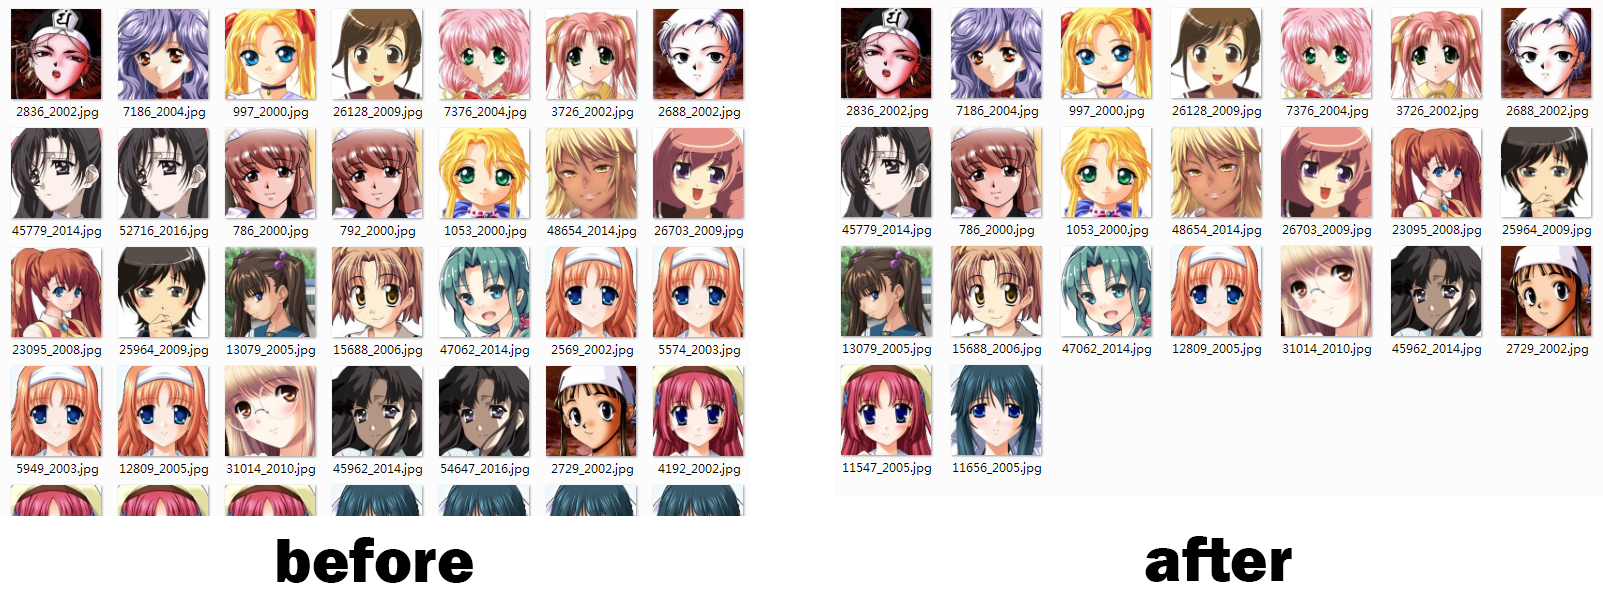 2836_2002.jpg 7186_2004.jpg 997_2000.jpg 26128_2009.jpg 7376_2004.jpg 3726_2002.jpg 2688_2002.jpg
45779_2014.jpg 52716_2016.jpg 786_2000.jpg 792_2000.jpg 1053_2000.jpg 48654_2014.jpg 26703_2009.jpg
23095_2008.jpg 25964_2009.jpg 13079_2005.jpg 15688_2006.jpg 47062_2014.jpg 2569_2002.jpg 5574_2003.jpg
5949_2003.jpg 12809_2005.jpg 31014_2010.jpg 45962_2014.jpg 54647_2016.jpg 2729_2002.jpg 4192_2002.jpg
before
2836_2002.jpg 7186_2004.jpg 997_2000.jpg 26128_2009.jpg 7376_2004.jpg 3726_2002.jpg 2688_2002.jpg
45779_2014.jpg 786_2000.jpg 1053_2000.jpg 48654_2014.jpg 26703_2009.jpg 23095_2008.jpg 25964_2009.jpg
13079_2005.jpg 15688_2006.jpg 47062_2014.jpg 12809_2005.jpg 31014_2010.jpg 45962_2014.jpg 2729_2002.jpg
11547_2005.jpg 11656_2005.jpg
after